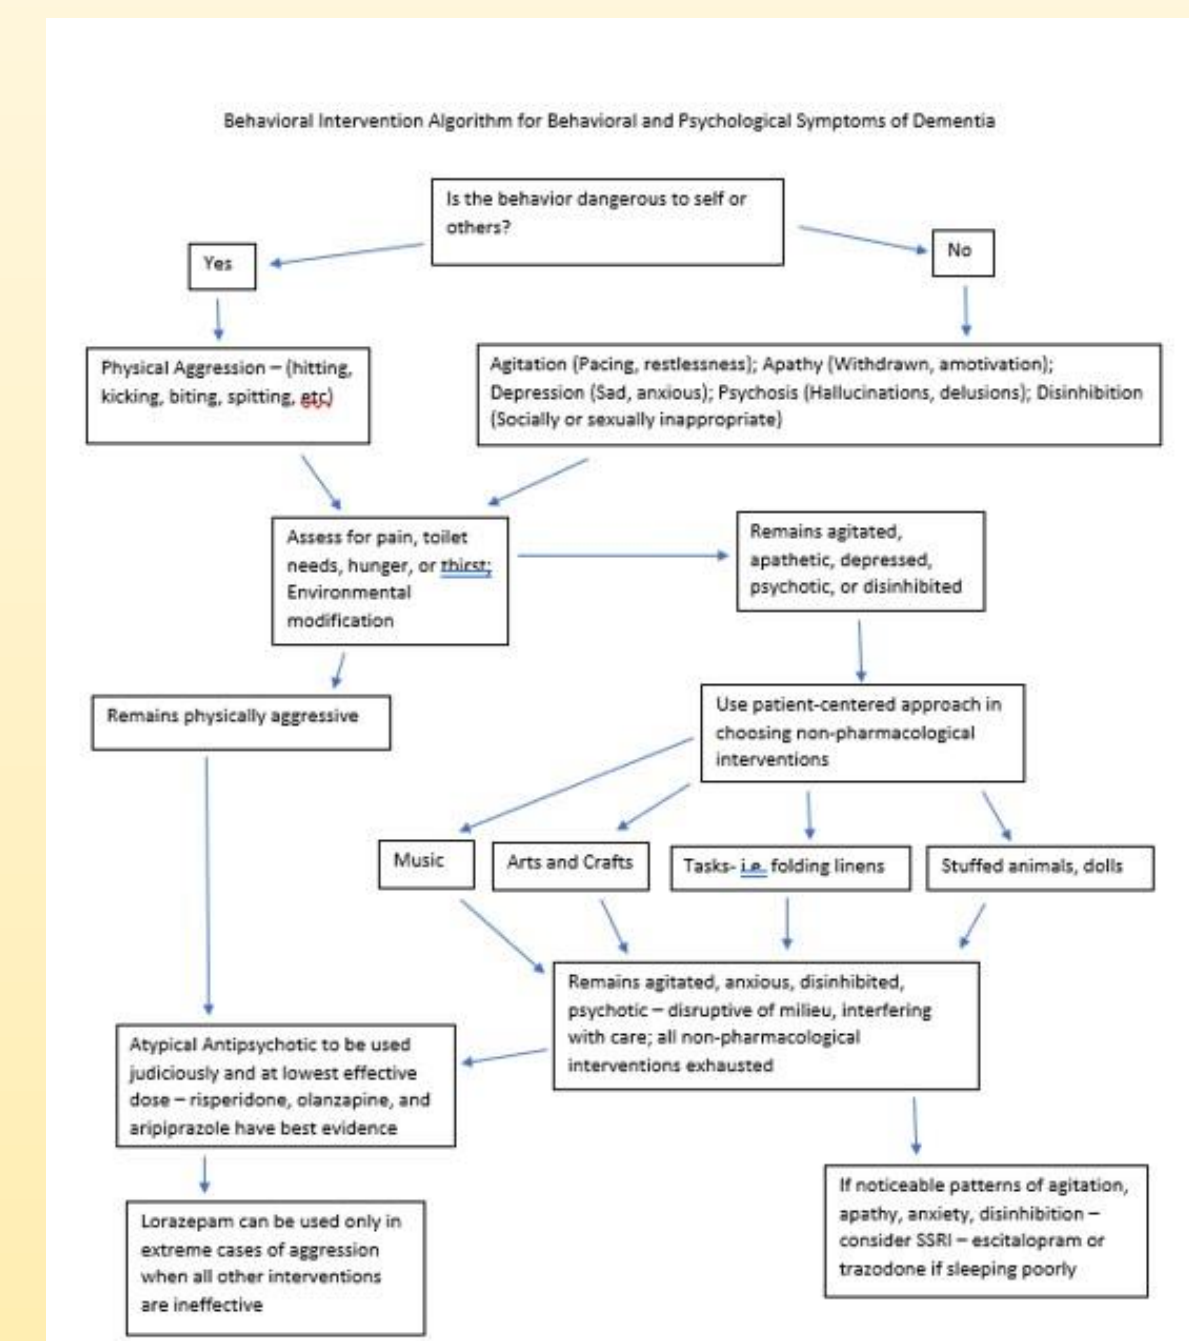 Behavioral Intervention Algorithm for Behavioral and Psychological Symptoms of Dementia
Is the behavior dangerous to self or
others?
Yes
No
Physical Aggression – (hitting,
kicking, biting, spitting, etc)
Agitation (Pacing, restlessness); Apathy (Withdrawn, amotivation);
Depression (Sad, anxious); Psychosis (Hallucinations, delusions); Disinhibition
(Socially or sexually inappropriate)
Assess for pain, toilet
needs, hunger, or thirst;
Environmental
modification
Remains agitated,
apathetic, depressed,
psychotic, or disinhibited
Remains physically aggressive
Use patient-centered approach in
choosing non-pharmacological
interventions
Music
Arts and Crafts
Tasks- i.e. folding linens
Stuffed animals, dolls
Remains agitated, anxious, disinhibited,
psychotic – disruptive of milieu, interfering
with care; all non-pharmacological
interventions exhausted
Atypical Antipsychotic to be used
judiciously and at lowest effective
dose – risperidone, olanzapine, and
aripiprazole have best evidence
If noticeable patterns of agitation,
apathy, anxiety, disinhibition –
consider SSRI – escitalopram or
trazodone if sleeping poorly
Lorazepam can be used only in
extreme cases of aggression
when all other interventions
are ineffective